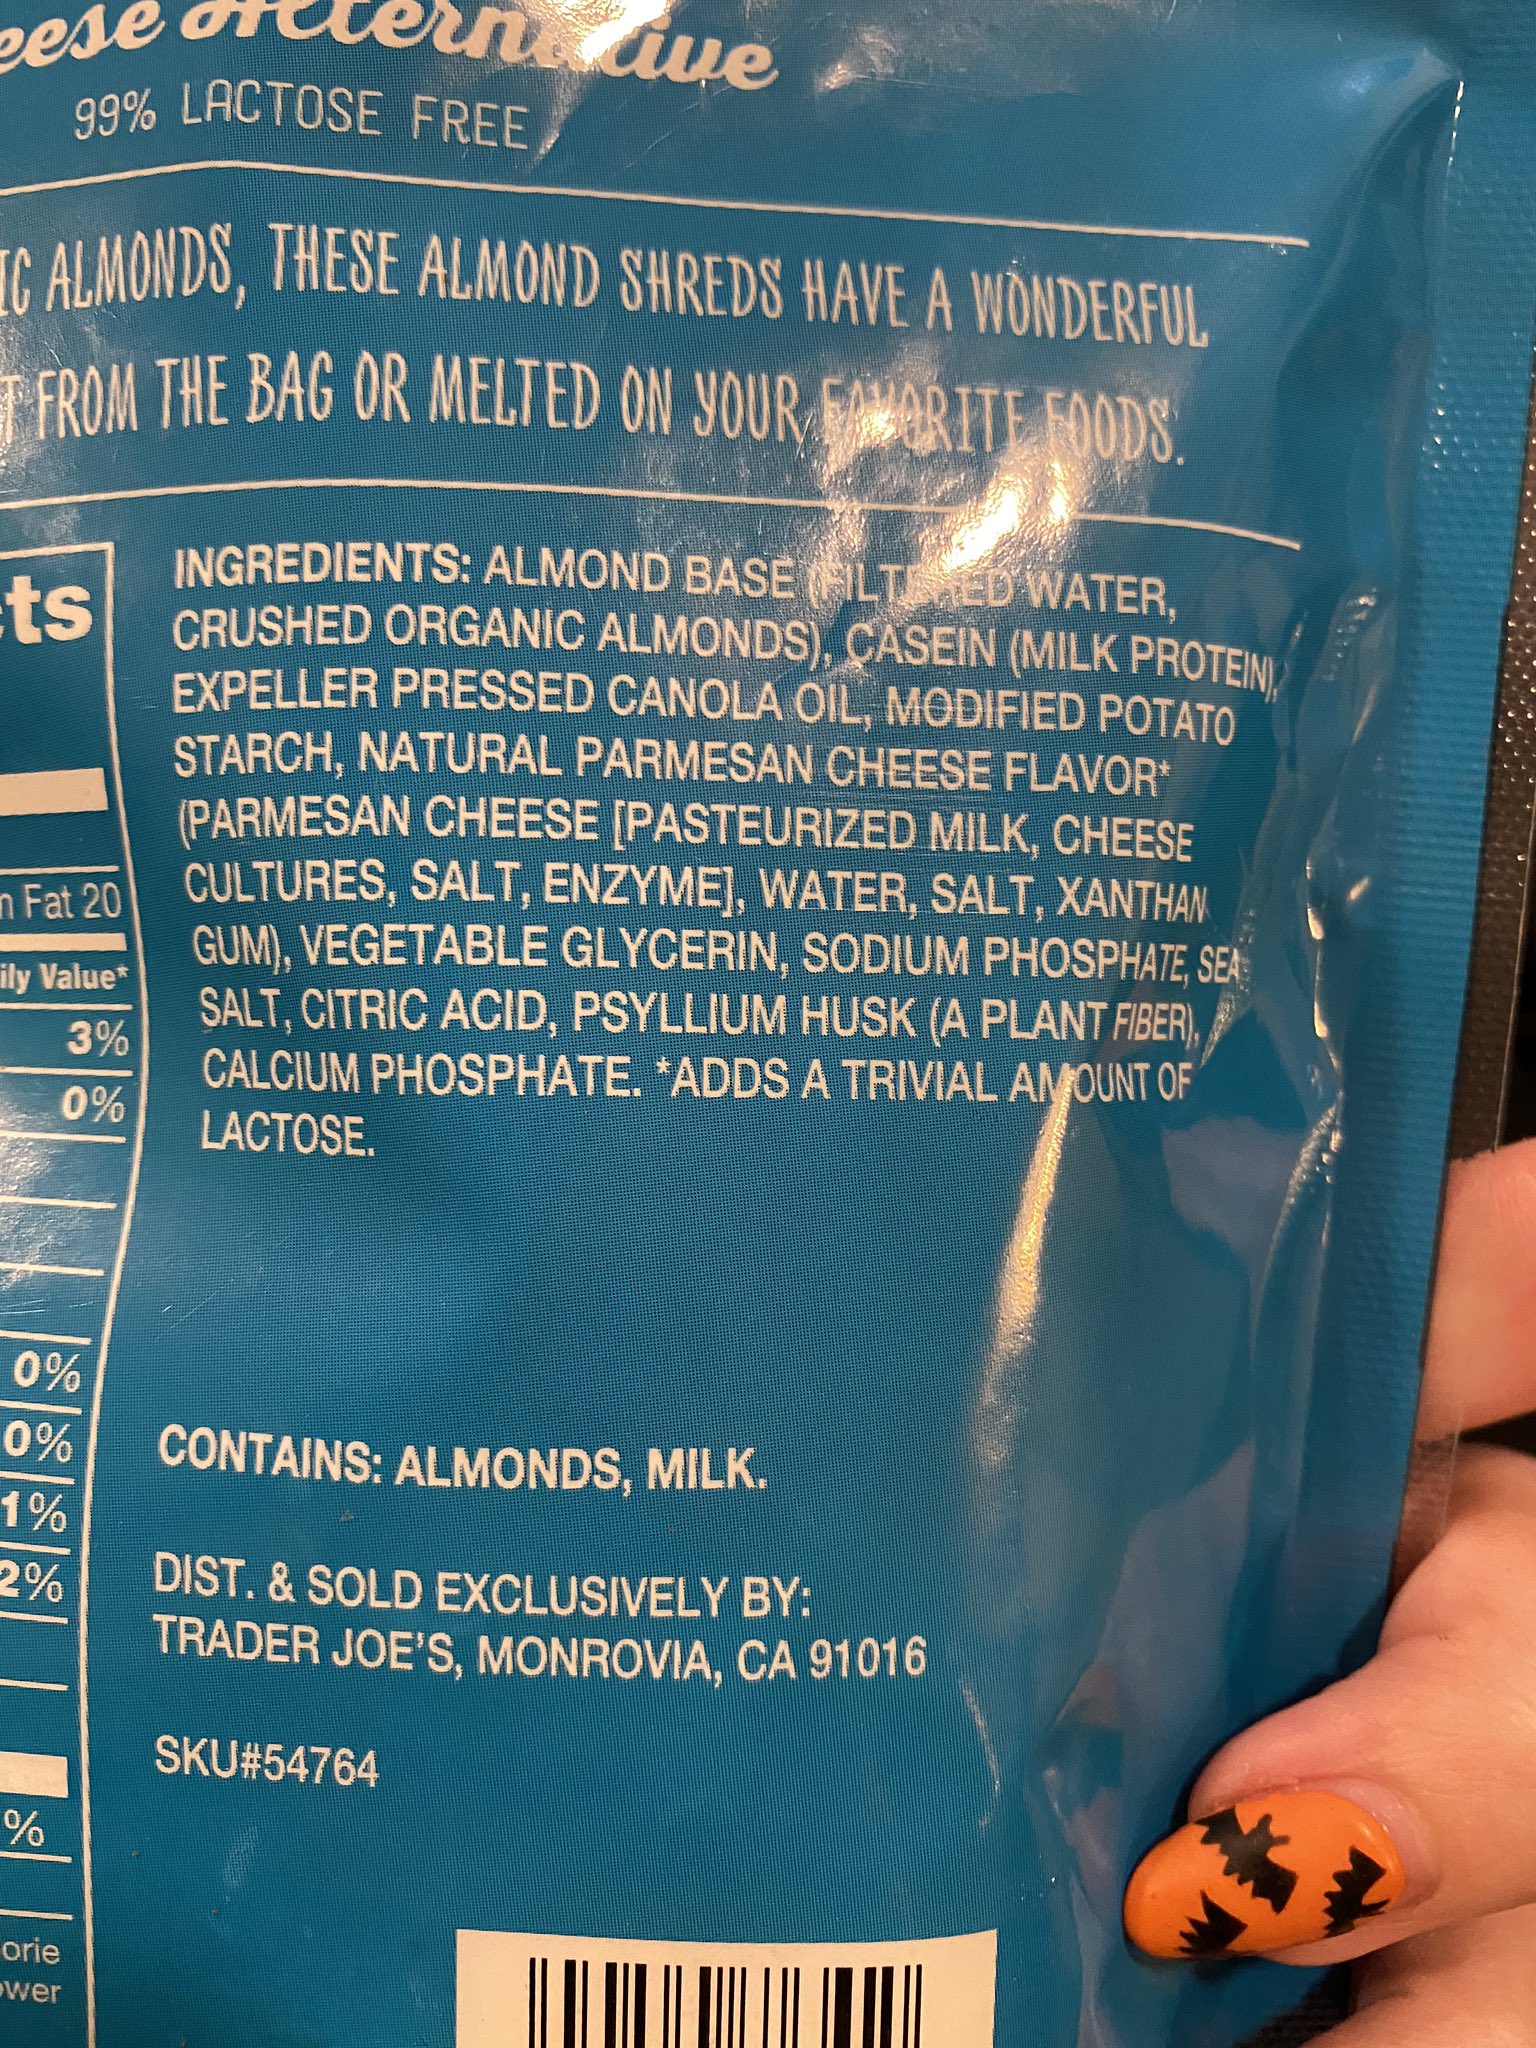 eese Alternative
99% LACTOSE FREE
IC ALMONDS, THESE ALMOND SHREDS HAVE A WONDERFUL
T FROM THE BAG OR MELTED ON YOUR FAVORITE FOODS.
INGREDIENTS: ALMOND BASE (FILTERED WATER,
CRUSHED ORGANIC ALMONDS), CASEIN (MILK PROTEIN),
EXPELLER PRESSED CANOLA OIL, MODIFIED POTATO
STARCH, NATURAL PARMESAN CHEESE FLAVOR*
(PARMESAN CHEESE [PASTEURIZED MILK, CHEESE
CULTURES, SALT, ENZYME], WATER, SALT, XANTHAN
GUM), VEGETABLE GLYCERIN, SODIUM PHOSPHATE, SEA
SALT, CITRIC ACID, PSYLLIUM HUSK (A PLANT FIBER),
CALCIUM PHOSPHATE. *ADDS A TRIVIAL AMOUNT OF
LACTOSE.
cts
n Fat 20
ily Value*
3%
0%
0%
0%
1%
2%
%
orie
ower
CONTAINS: ALMONDS, MILK.
DIST. & SOLD EXCLUSIVELY BY:
TRADER JOE'S, MONROVIA, CA 91016
SKU#54764